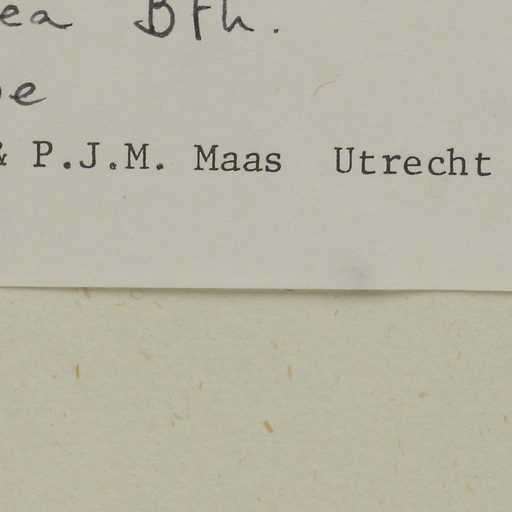 ea Bth.
e
& P.J.M. Maas Utrecht